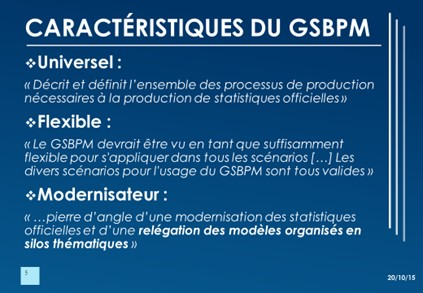 CARACTÉRISTIQUES DU GSBPM
❖Universel :
« Décrit et définit l'ensemble des processus de production
nécessaires à la production de statistiques officielles »
❖Flexible :
« Le GSBPM devrait être vu en tant que suffisamment
flexible pour s'appliquer dans tous les scénarios […] Les
divers scénarios pour l'usage du GSBPM sont tous valides »
❖Modernisateur :
« …pierre d'angle d'une modernisation des statistiques
officielles et d'une relégation des modèles organisés en
silos thématiques »
5
20/10/15